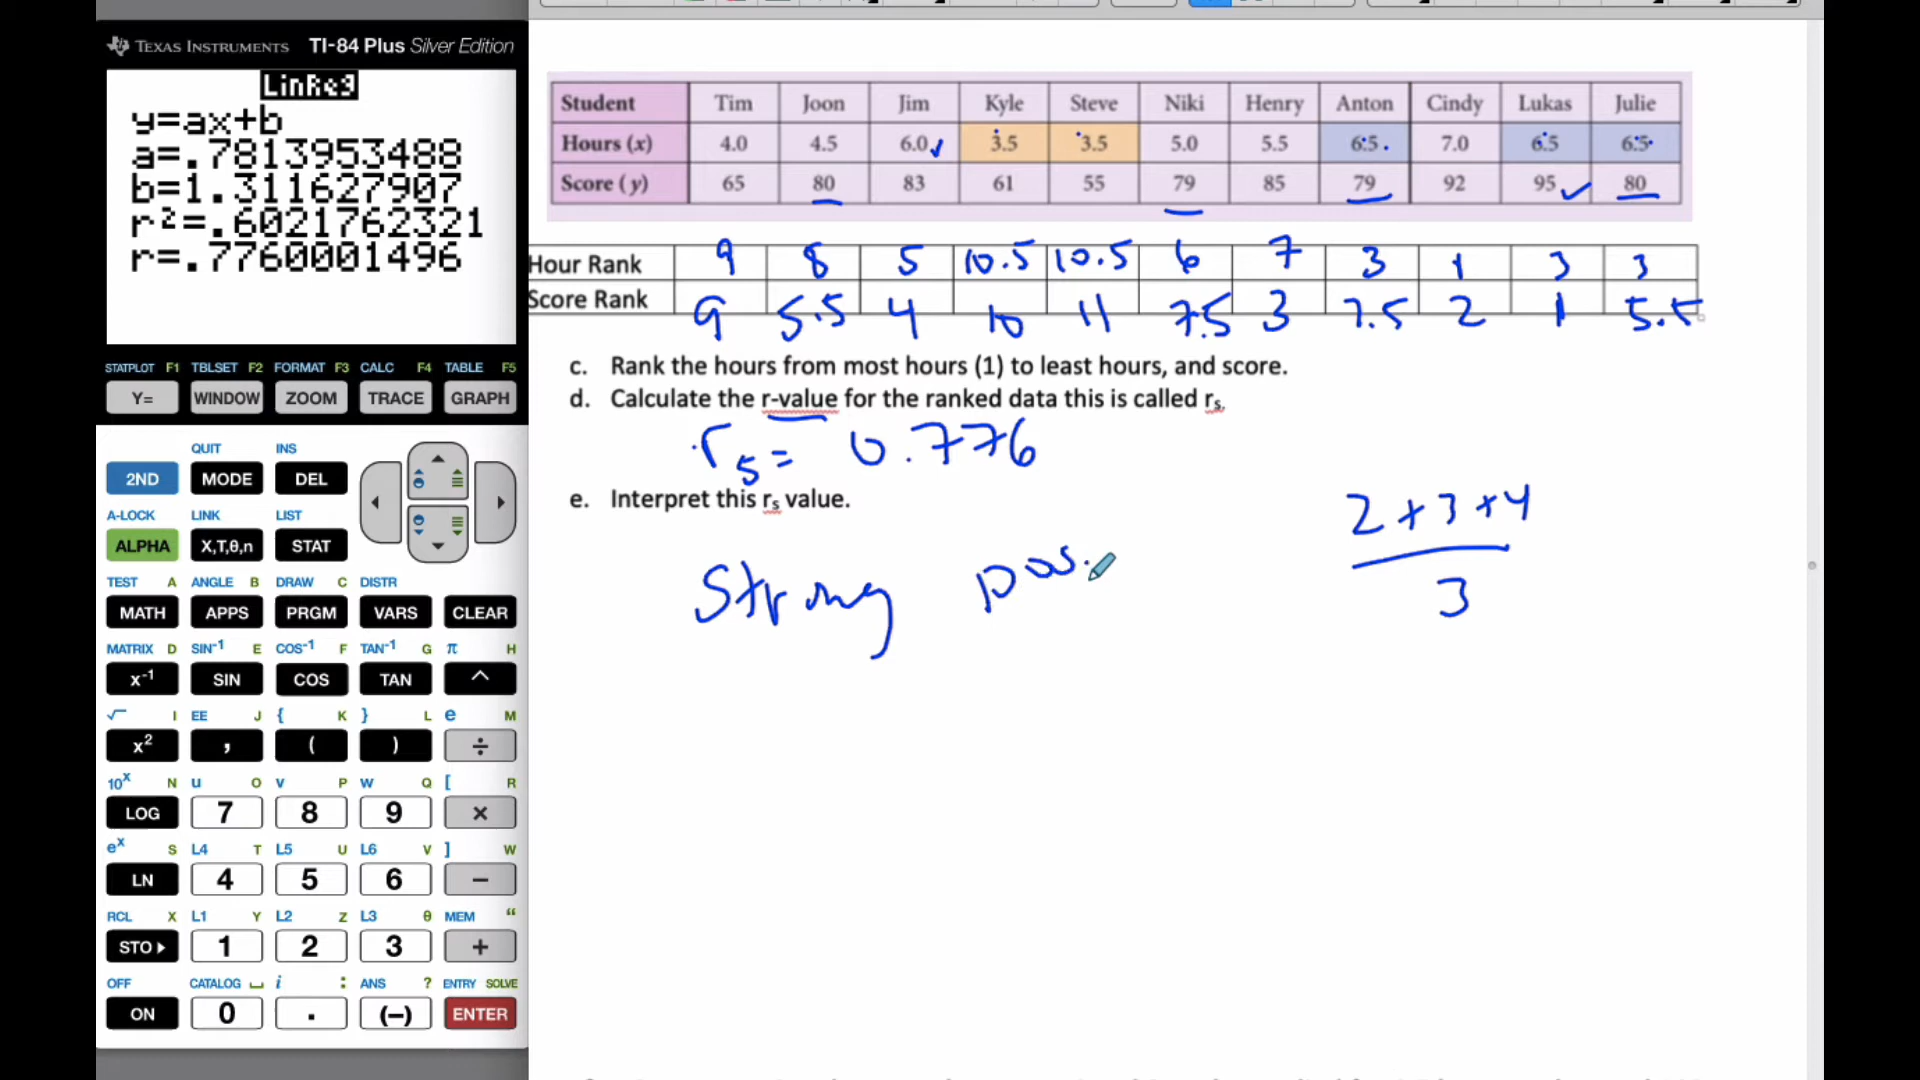 TEXAS INSTRUMENTS TI-84 Plus Silver Edition
LinReg
y=ax+b
a=.7813953488
b=1.311627907
r²=.6021762321
r=.7760001496
STATPLOT F1 TBLSET F2 FORMAT F3 CALC F4 TABLE F5
Y= WINDOW ZOOM TRACE GRAPH
QUIT INS
2ND MODE DEL
A-LOCK LINK LIST
ALPHA X,T,θ,n STAT
TEST A ANGLE B DRAW C DISTR
MATH APPS PRGM VARS CLEAR
MATRIX D SIN⁻¹ E COS⁻¹ F TAN⁻¹ G π H
x⁻¹ SIN COS TAN ^
√ I EE J { K } L e M
x² , ( ) ÷
10ˣ N u O v P w Q [ R
LOG 7 8 9 ×
eˣ S L4 T L5 U L6 V ] W
LN 4 5 6 −
RCL X L1 Y L2 Z L3 θ MEM "
STO▶ 1 2 3 +
OFF CATALOG ⎵ i : ANS ? ENTRY SOLVE
ON 0 . (−) ENTER
Student Tim Joon Jim Kyle Steve Niki Henry Anton Cindy Lukas Julie
Hours (x) 4.0 4.5 6.0 3.5 3.5 5.0 5.5 6.5 7.0 6.5 6.5
Score (y) 65 80 83 61 55 79 85 79 92 95 80
Hour Rank 9 8 5 10.5 10.5 6 7 3 1 3 3
Score Rank 9 5.5 4 10 11 7.5 3 7.5 2 1 5.5
c. Rank the hours from most hours (1) to least hours, and score.
d. Calculate the r-value for the ranked data this is called rₛ.
rₛ = 0.776
e. Interpret this rₛ value.
2+3+4
3
Strong pos.